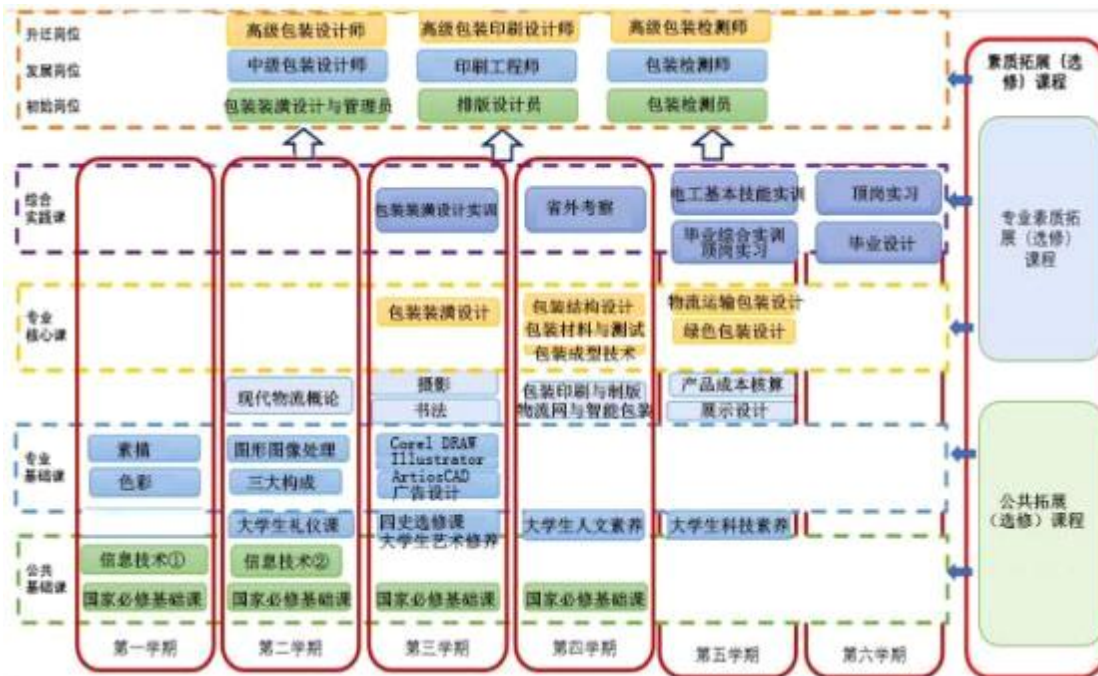 升迁岗位
高级包装设计师
高级包装印刷设计师
高级包装检测师
发展岗位
中级包装设计师
印刷工程师
包装检测师
初始岗位
包装装潢设计与管理员
排版设计员
包装检测员
素质拓展（选
修）课程
综合
实践课
包装装潢设计实训
省外考察
电工基本技能实训
顶岗实习
毕业综合实训
顶岗实习
毕业设计
专业素质拓
展（选修）
课程
专业
核心课
包装装潢设计
包装结构设计
包装材料与测试
包装成型技术
物流运输包装设计
绿色包装设计
现代物流概论
摄影
书法
包装印刷与制版
物流网与智能包装
产品成本核算
展示设计
专业
基础课
素描
色彩
图形图像处理
三大构成
Corel DRAW
Illustrator
ArtiosCAD
广告设计
大学生礼仪课
四史选修课
大学生艺术修养
大学生人文素养
大学生科技素养
公共拓展
（选修）课程
公共
基础课
信息技术①
信息技术②
国家必修基础课
国家必修基础课
国家必修基础课
国家必修基础课
第一学期
第二学期
第三学期
第四学期
第五学期
第六学期